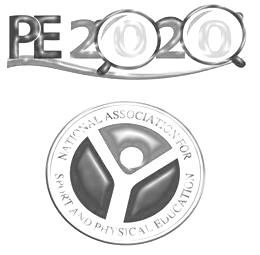 PE 2020
NATIONAL ASSOCIATION FOR
SPORT AND PHYSICAL EDUCATION